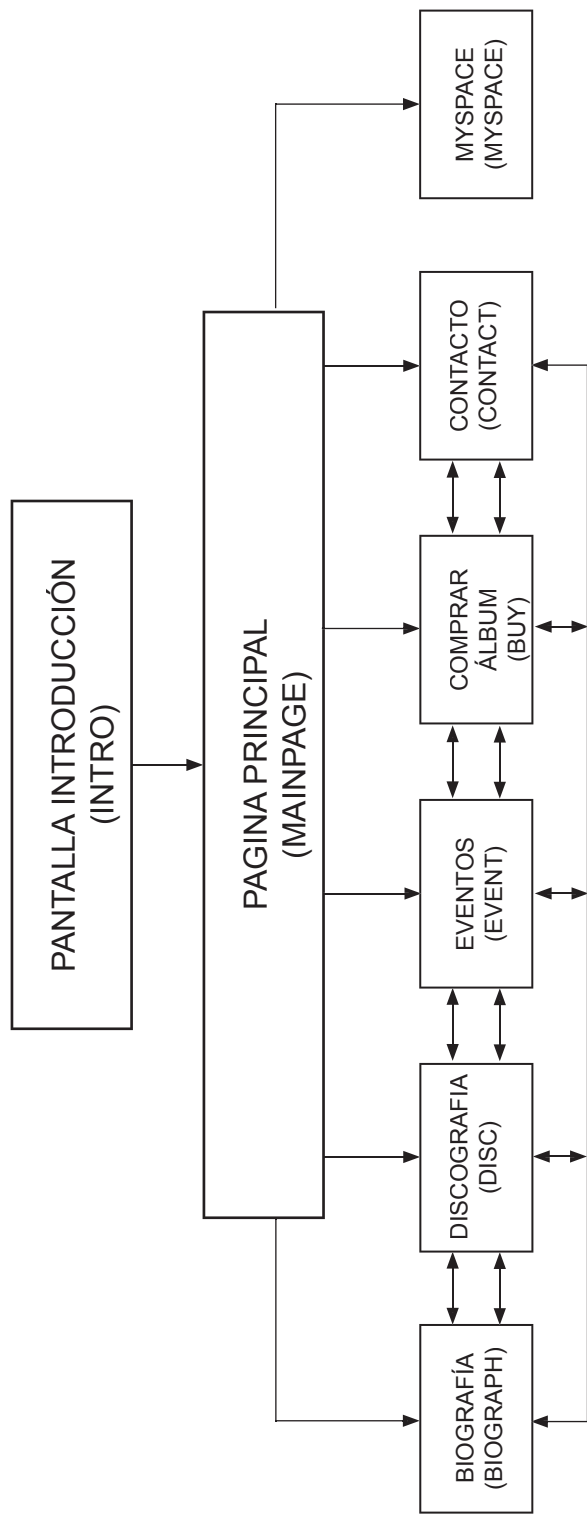 PANTALLA INTRODUCCIÓN
(INTRO)
PAGINA PRINCIPAL
(MAINPAGE)
BIOGRAFÍA
(BIOGRAPH)
DISCOGRAFIA
(DISC)
EVENTOS
(EVENT)
COMPRAR
ÁLBUM
(BUY)
CONTACTO
(CONTACT)
MYSPACE
(MYSPACE)